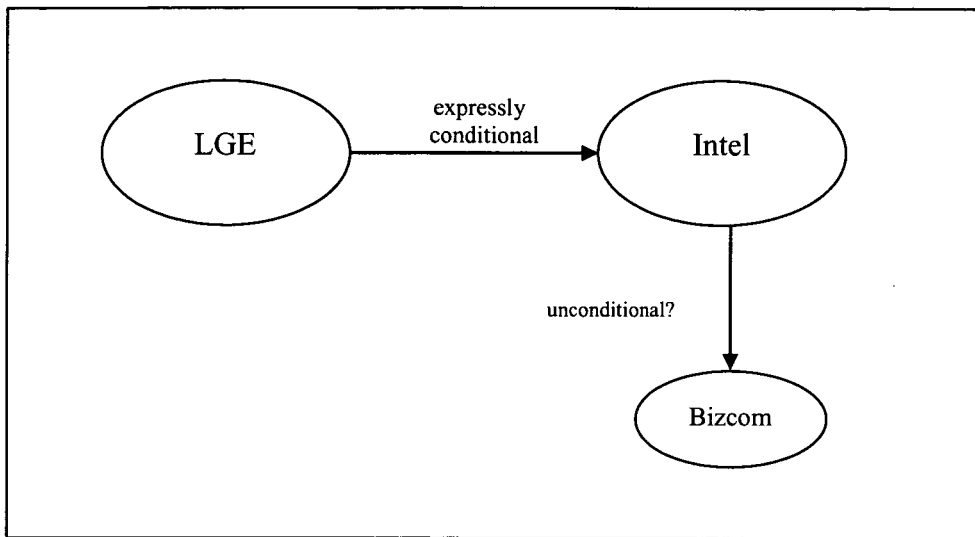 LGE
expressly
conditional
Intel
unconditional?
Bizcom